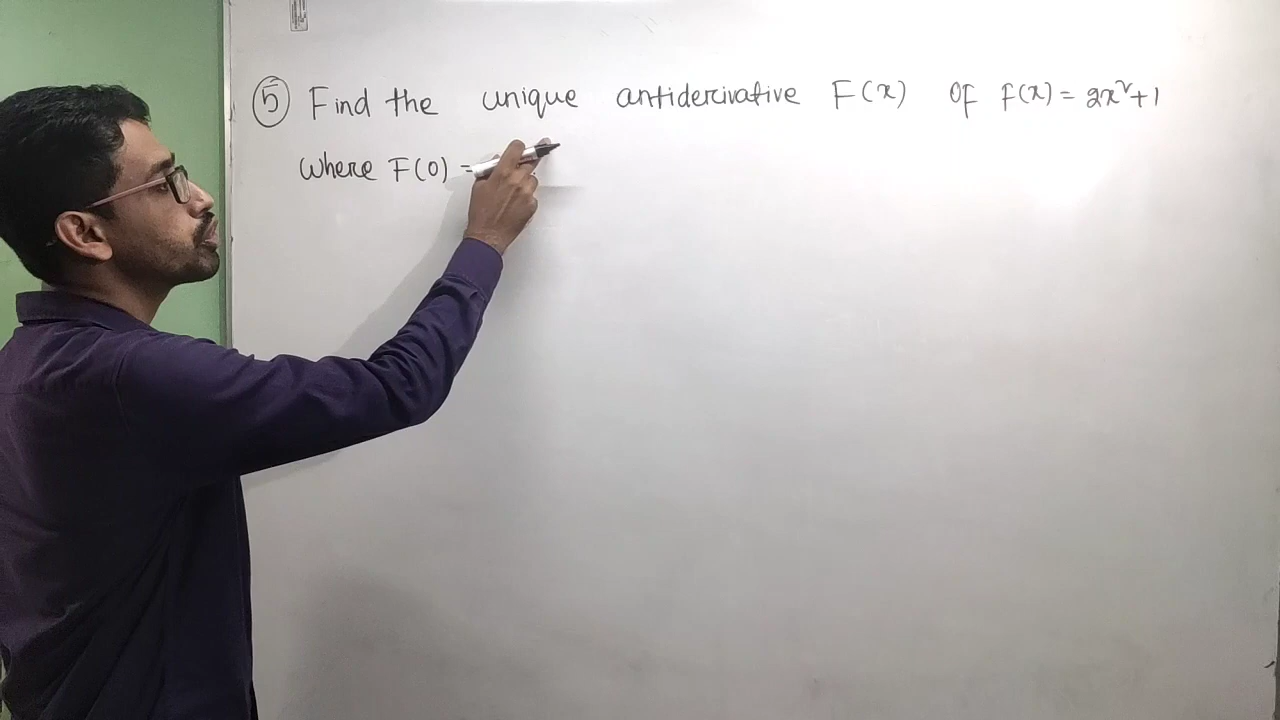 5 Find the unique antiderivative F(x) of f(x) = 2x²+1
where F(0) =